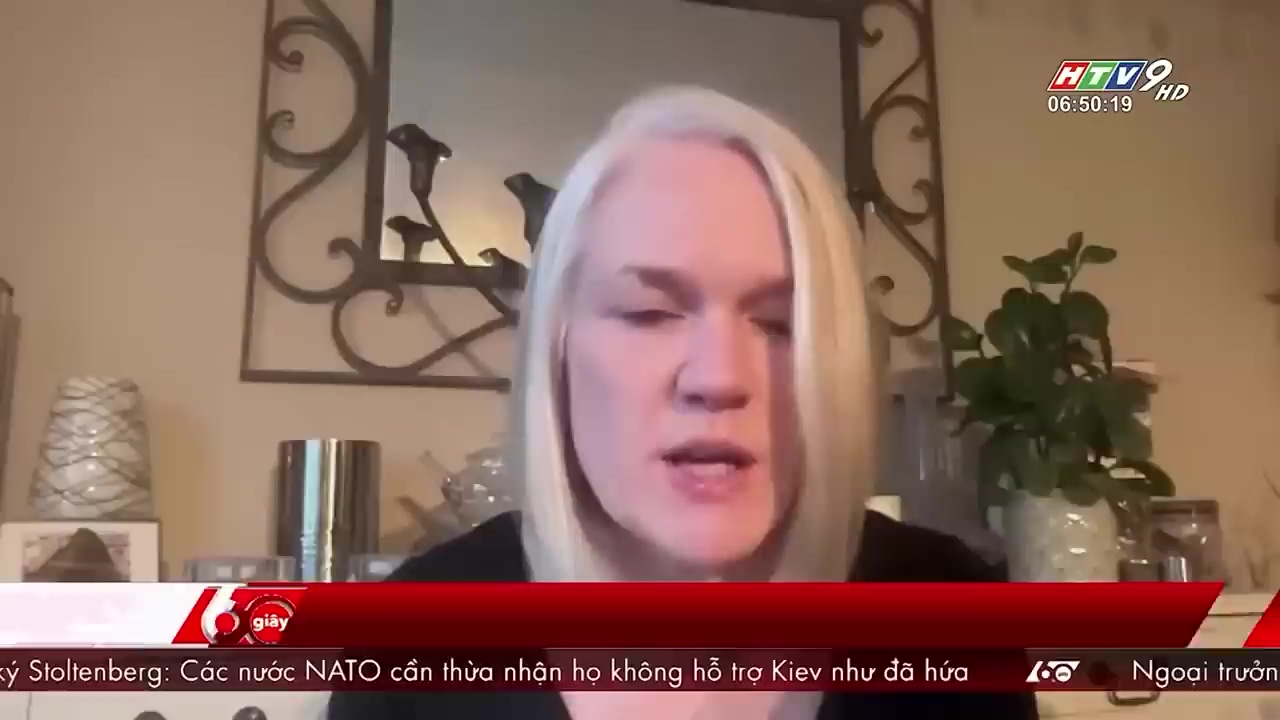 HTV9 HD
06:50:19
60 giây
ký Stoltenberg: Các nước NATO cần thừa nhận họ không hỗ trợ Kiev như đã hứa 60 Ngoại trưởn